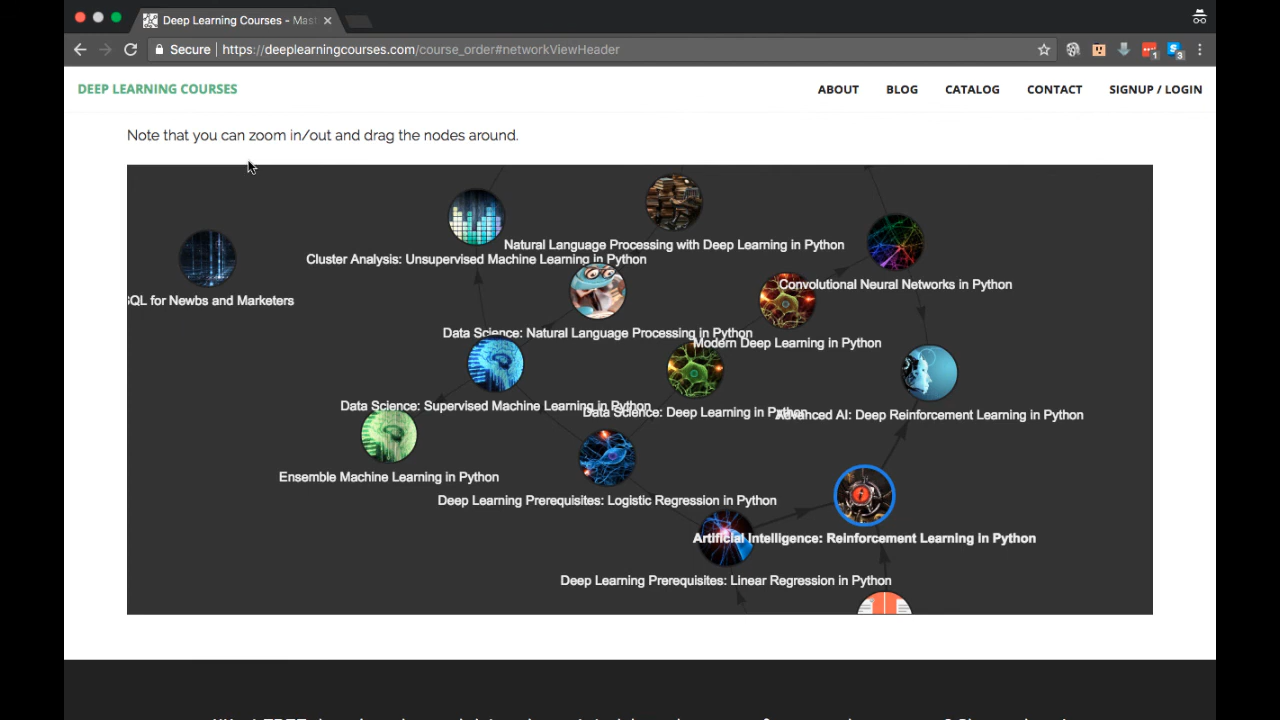 Deep Learning Courses - Mast
Secure https://deeplearningcourses.com/course_order#networkViewHeader
1
3
DEEP LEARNING COURSES ABOUT BLOG CATALOG CONTACT SIGNUP / LOGIN
Note that you can zoom in/out and drag the nodes around.
Natural Language Processing with Deep Learning in Python
Cluster Analysis: Unsupervised Machine Learning in Python
Convolutional Neural Networks in Python
SQL for Newbs and Marketers
Data Science: Natural Language Processing in Python
Modern Deep Learning in Python
Data Science: Supervised Machine Learning in Python
Data Science: Deep Learning in Python
Advanced AI: Deep Reinforcement Learning in Python
Ensemble Machine Learning in Python
Deep Learning Prerequisites: Logistic Regression in Python
Artificial Intelligence: Reinforcement Learning in Python
Deep Learning Prerequisites: Linear Regression in Python